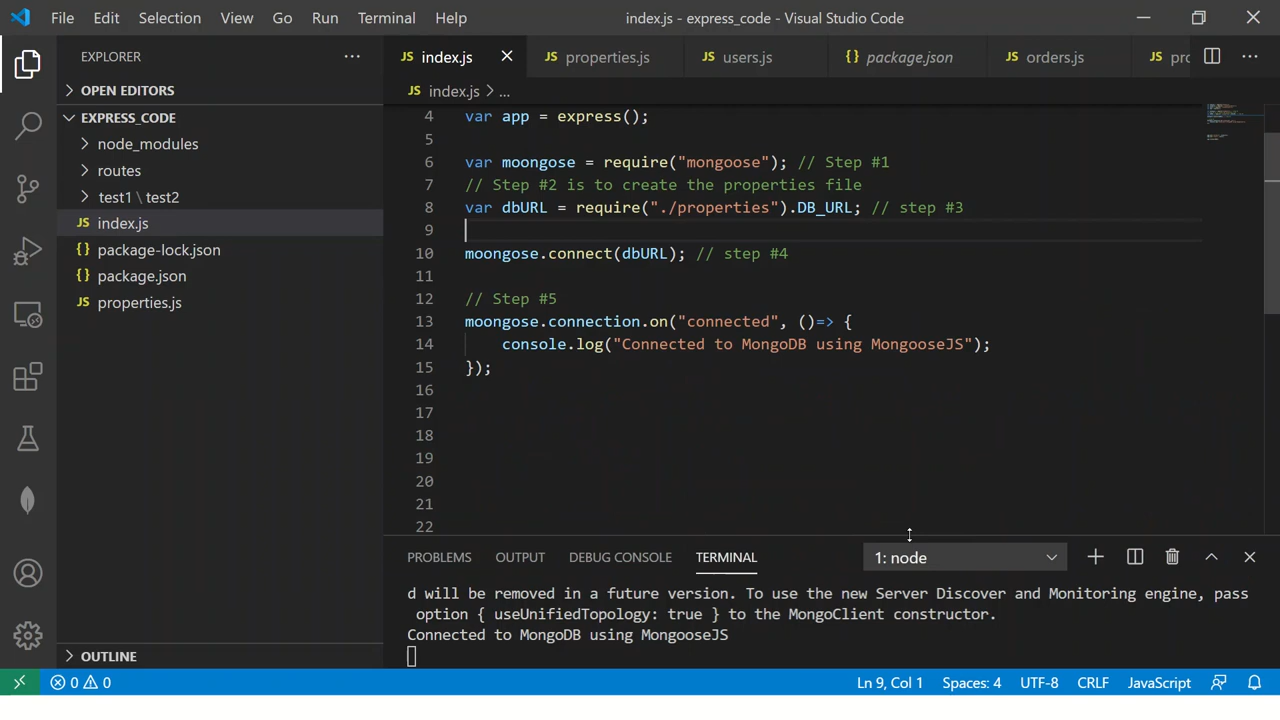 File Edit Selection View Go Run Terminal Help index.js - express_code - Visual Studio Code
EXPLORER
OPEN EDITORS
EXPRESS_CODE
node_modules
routes
test1 \ test2
JS index.js
{} package-lock.json
{} package.json
JS properties.js
OUTLINE
JS index.js JS properties.js JS users.js {} package.json JS orders.js JS pro
JS index.js > ...
4 var app = express();
5
6 var moongose = require("mongoose"); // Step #1
7 // Step #2 is to create the properties file
8 var dbURL = require("./properties").DB_URL; // step #3
9
10 moongose.connect(dbURL); // step #4
11
12 // Step #5
13 moongose.connection.on("connected", ()=> {
14 console.log("Connected to MongoDB using MongooseJS");
15 });
16
17
18
19
20
21
22
PROBLEMS OUTPUT DEBUG CONSOLE TERMINAL 1: node
d will be removed in a future version. To use the new Server Discover and Monitoring engine, pass
option { useUnifiedTopology: true } to the MongoClient constructor.
Connected to MongoDB using MongooseJS
0 0 Ln 9, Col 1 Spaces: 4 UTF-8 CRLF JavaScript